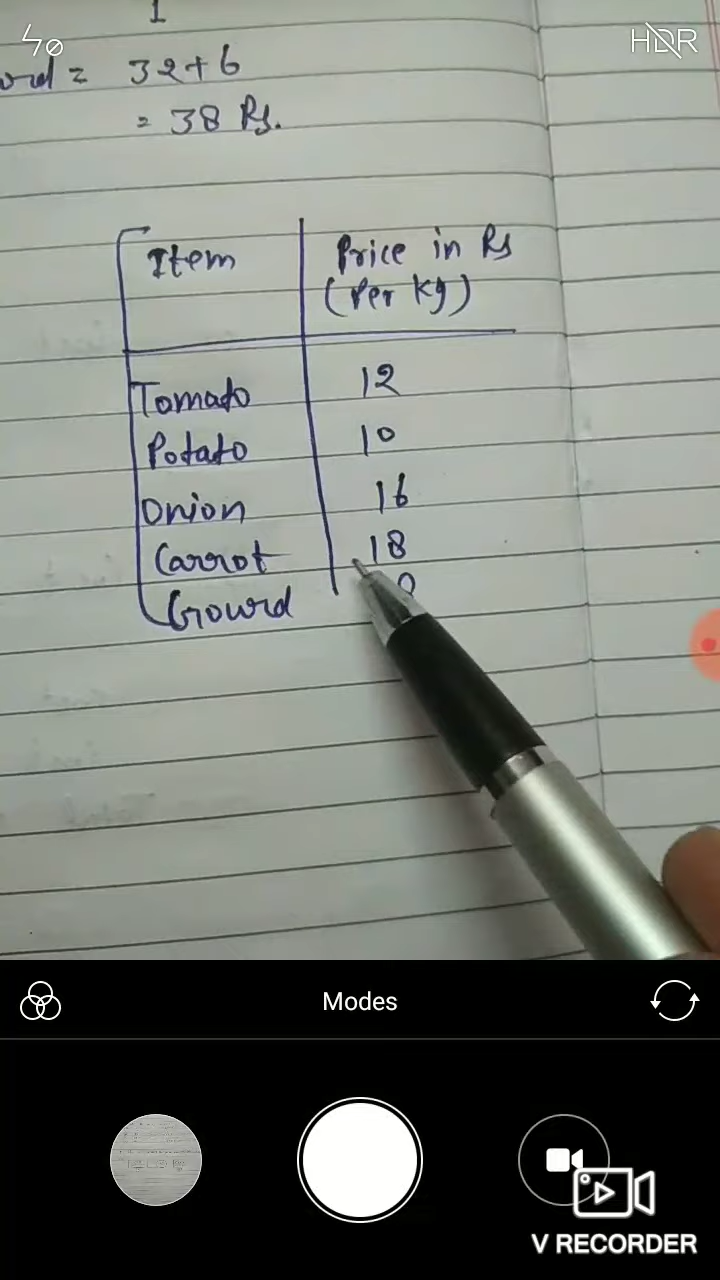 1
= 32+6
= 38 Rs.
Item Price in Rs
(Per Kg)
Tomato 12
Potato 10
Onion 16
Carrot 18
Gourd
HDR
Modes
V RECORDER